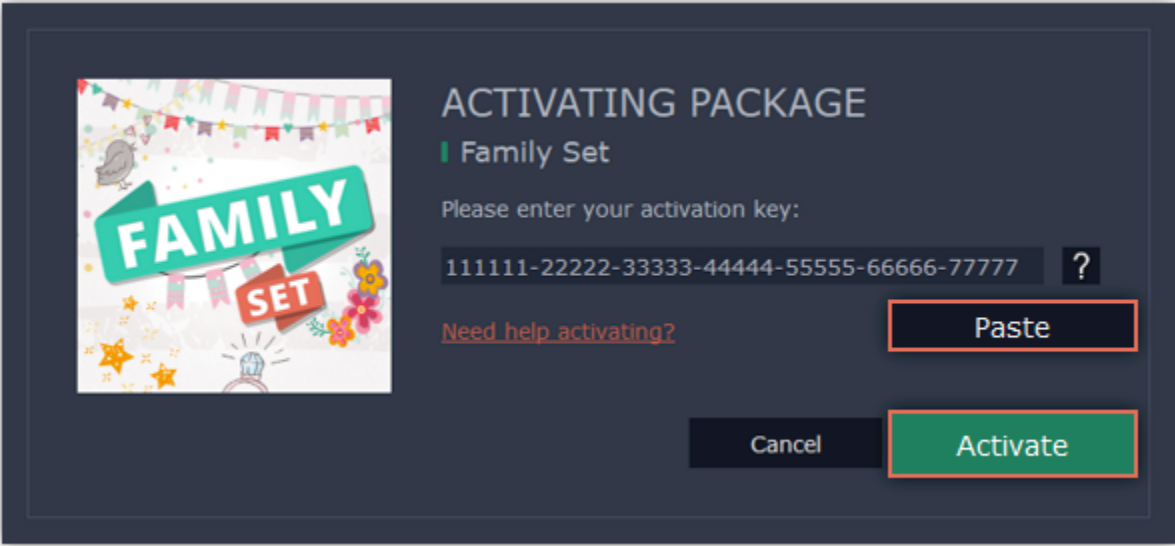 ACTIVATING PACKAGE
Family Set
Please enter your activation key:
111111-22222-33333-44444-55555-66666-77777
?
Need help activating?
Paste
Cancel
Activate
FAMILY
SET